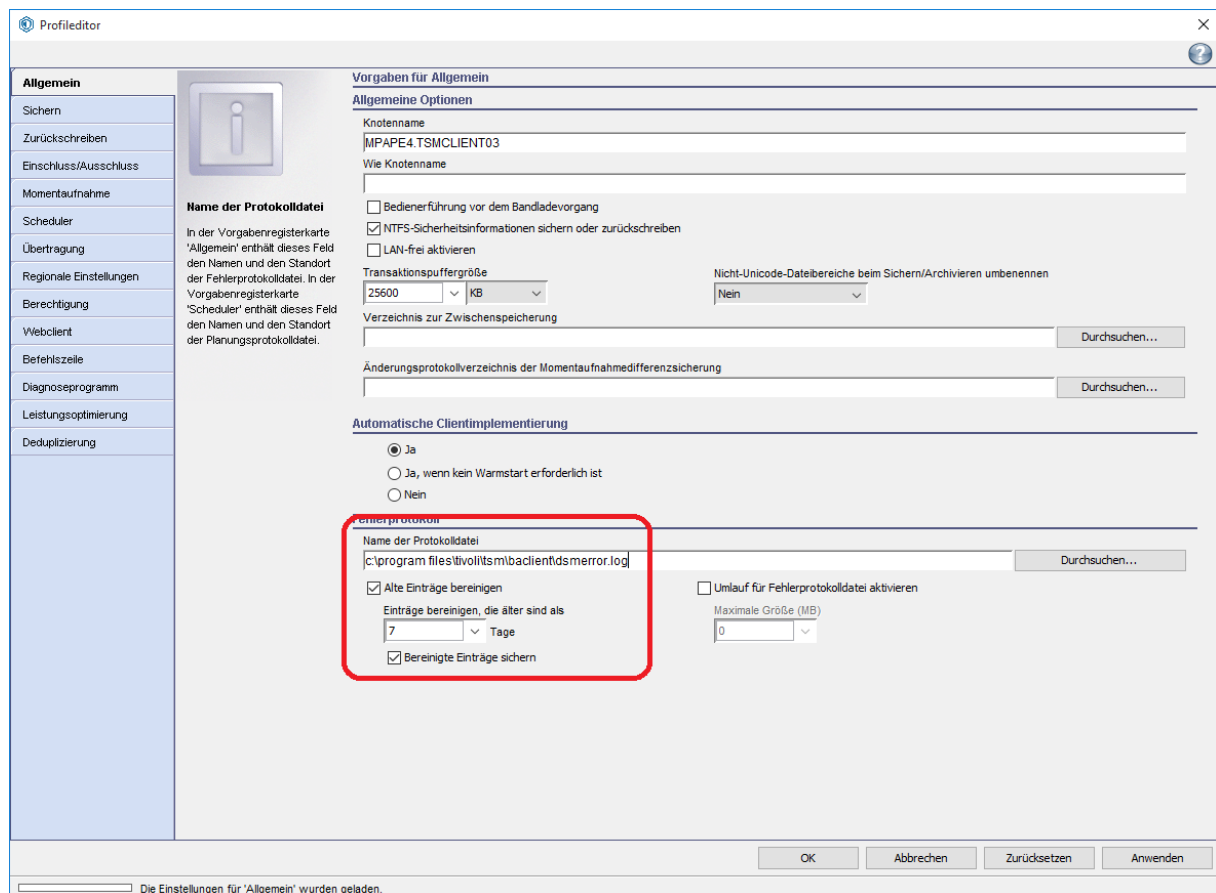 Profileditor
Allgemein
Sichern
Zurückschreiben
Einschluss/Ausschluss
Momentaufnahme
Scheduler
Übertragung
Regionale Einstellungen
Berechtigung
Webclient
Befehlszeile
Diagnoseprogramm
Leistungsoptimierung
Deduplizierung
Name der Protokolldatei
In der Vorgabenregisterkarte
'Allgemein' enthält dieses Feld
den Namen und den Standort
der Fehlerprotokolldatei. In der
Vorgabenregisterkarte
'Scheduler' enthält dieses Feld
den Namen und den Standort
der Planungsprotokolldatei.
Vorgaben für Allgemein
Allgemeine Optionen
Knotenname
MPAPE4.TSMCLIENT03
Wie Knotenname
Bedienerführung vor dem Bandladevorgang
NTFS-Sicherheitsinformationen sichern oder zurückschreiben
LAN-frei aktivieren
Transaktionspuffergröße
25600 KB
Nicht-Unicode-Dateibereiche beim Sichern/Archivieren umbenennen
Nein
Verzeichnis zur Zwischenspeicherung
Durchsuchen...
Änderungsprotokollverzeichnis der Momentaufnahmedifferenzsicherung
Durchsuchen...
Automatische Clientimplementierung
Ja
Ja, wenn kein Warmstart erforderlich ist
Nein
Fehlerprotokoll
Name der Protokolldatei
c:\program files\tivoli\tsm\baclient\dsmerror.log
Durchsuchen...
Alte Einträge bereinigen
Einträge bereinigen, die älter sind als
7 Tage
Bereinigte Einträge sichern
Umlauf für Fehlerprotokolldatei aktivieren
Maximale Größe (MB)
0
OK
Abbrechen
Zurücksetzen
Anwenden
Die Einstellungen für 'Allgemein' wurden geladen.